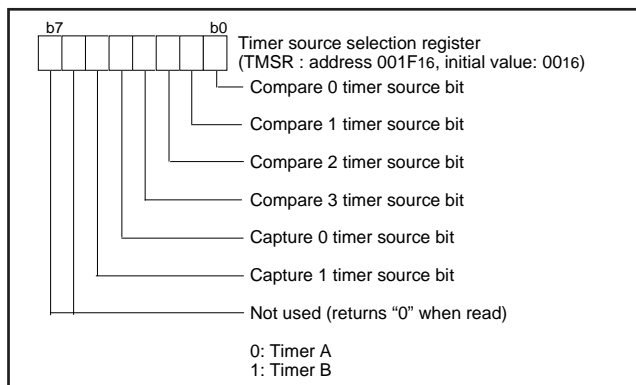 b7 b0
Timer source selection register
(TMSR : address 001F16, initial value: 0016)
Compare 0 timer source bit
Compare 1 timer source bit
Compare 2 timer source bit
Compare 3 timer source bit
Capture 0 timer source bit
Capture 1 timer source bit
Not used (returns “0” when read)
0: Timer A
1: Timer B